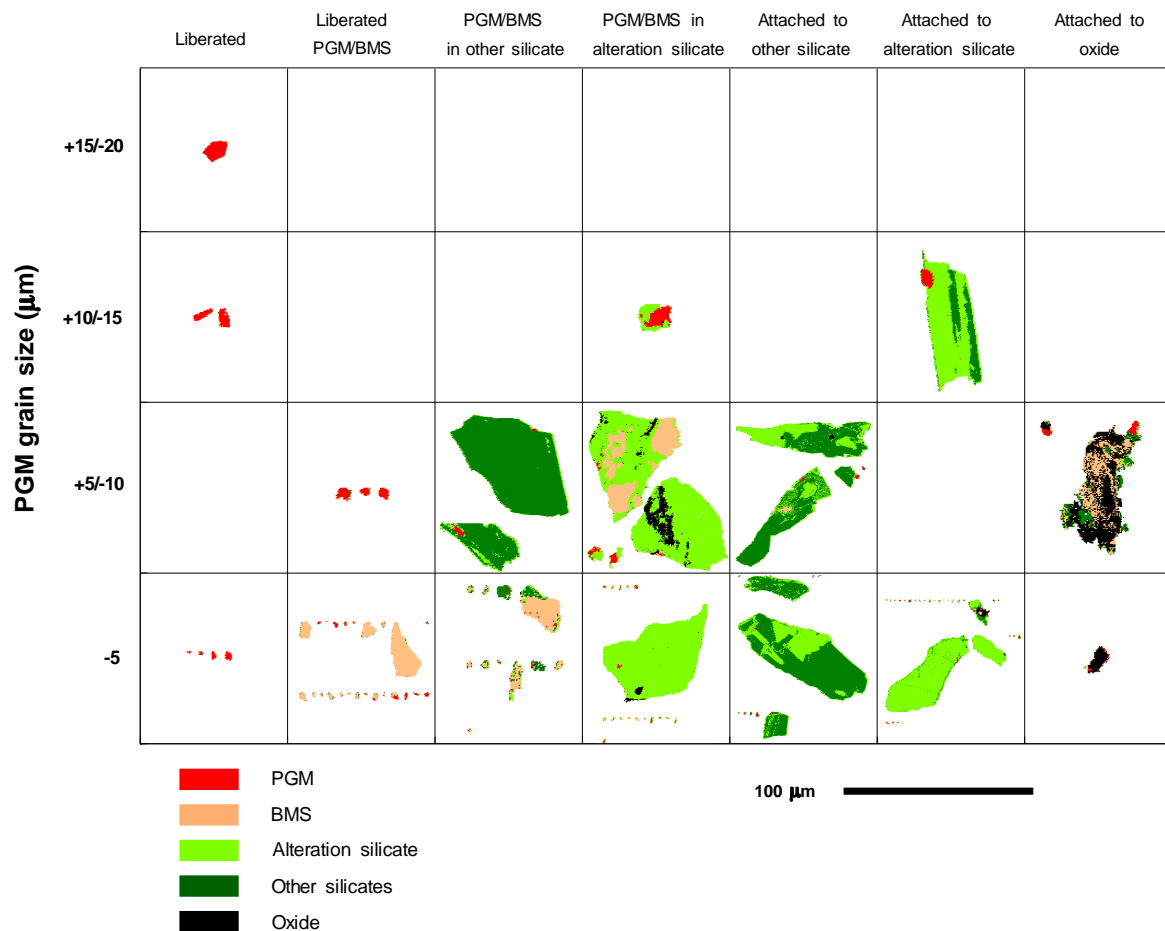 Liberated
Liberated
PGM/BMS
PGM/BMS
in other silicate
PGM/BMS in
alteration silicate
Attached to
other silicate
Attached to
alteration silicate
Attached to
oxide
PGM grain size (µm)
+15/-20
+10/-15
+5/-10
-5
PGM
BMS
Alteration silicate
Other silicates
Oxide
100 µm